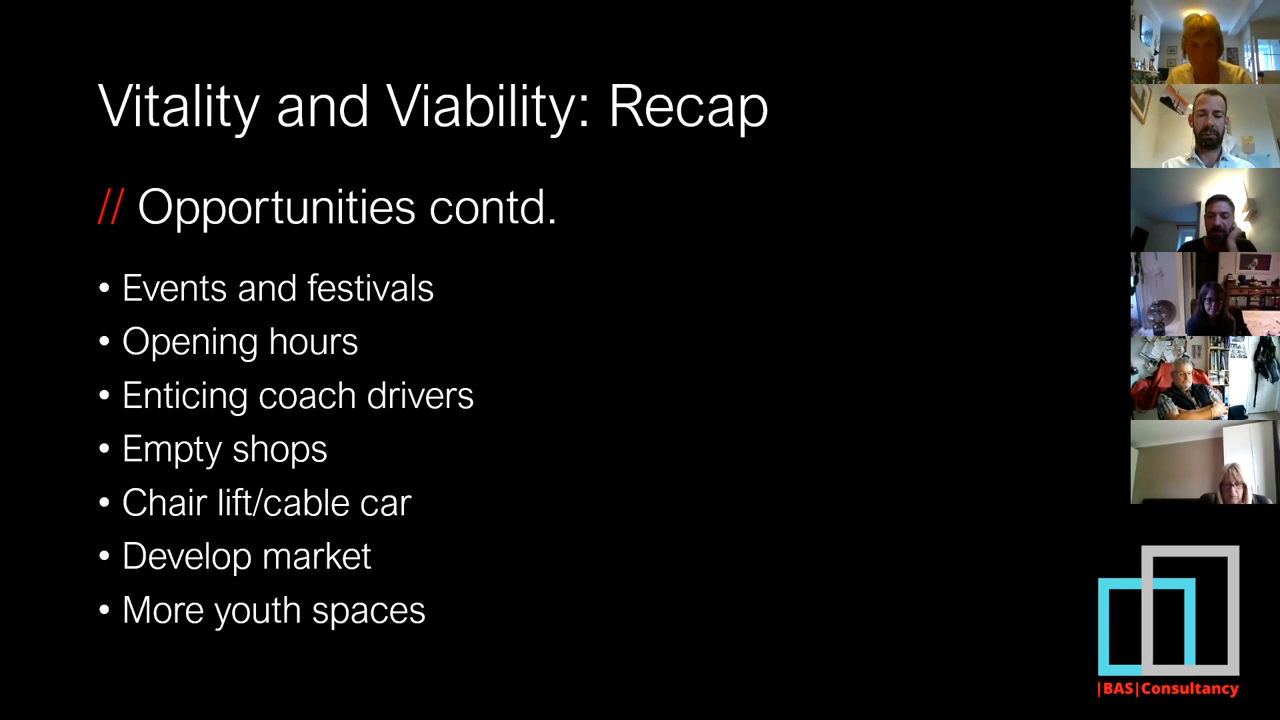 Vitality and Viability: Recap
// Opportunities contd.
• Events and festivals
• Opening hours
• Enticing coach drivers
• Empty shops
• Chair lift/cable car
• Develop market
• More youth spaces
|BAS|Consultancy